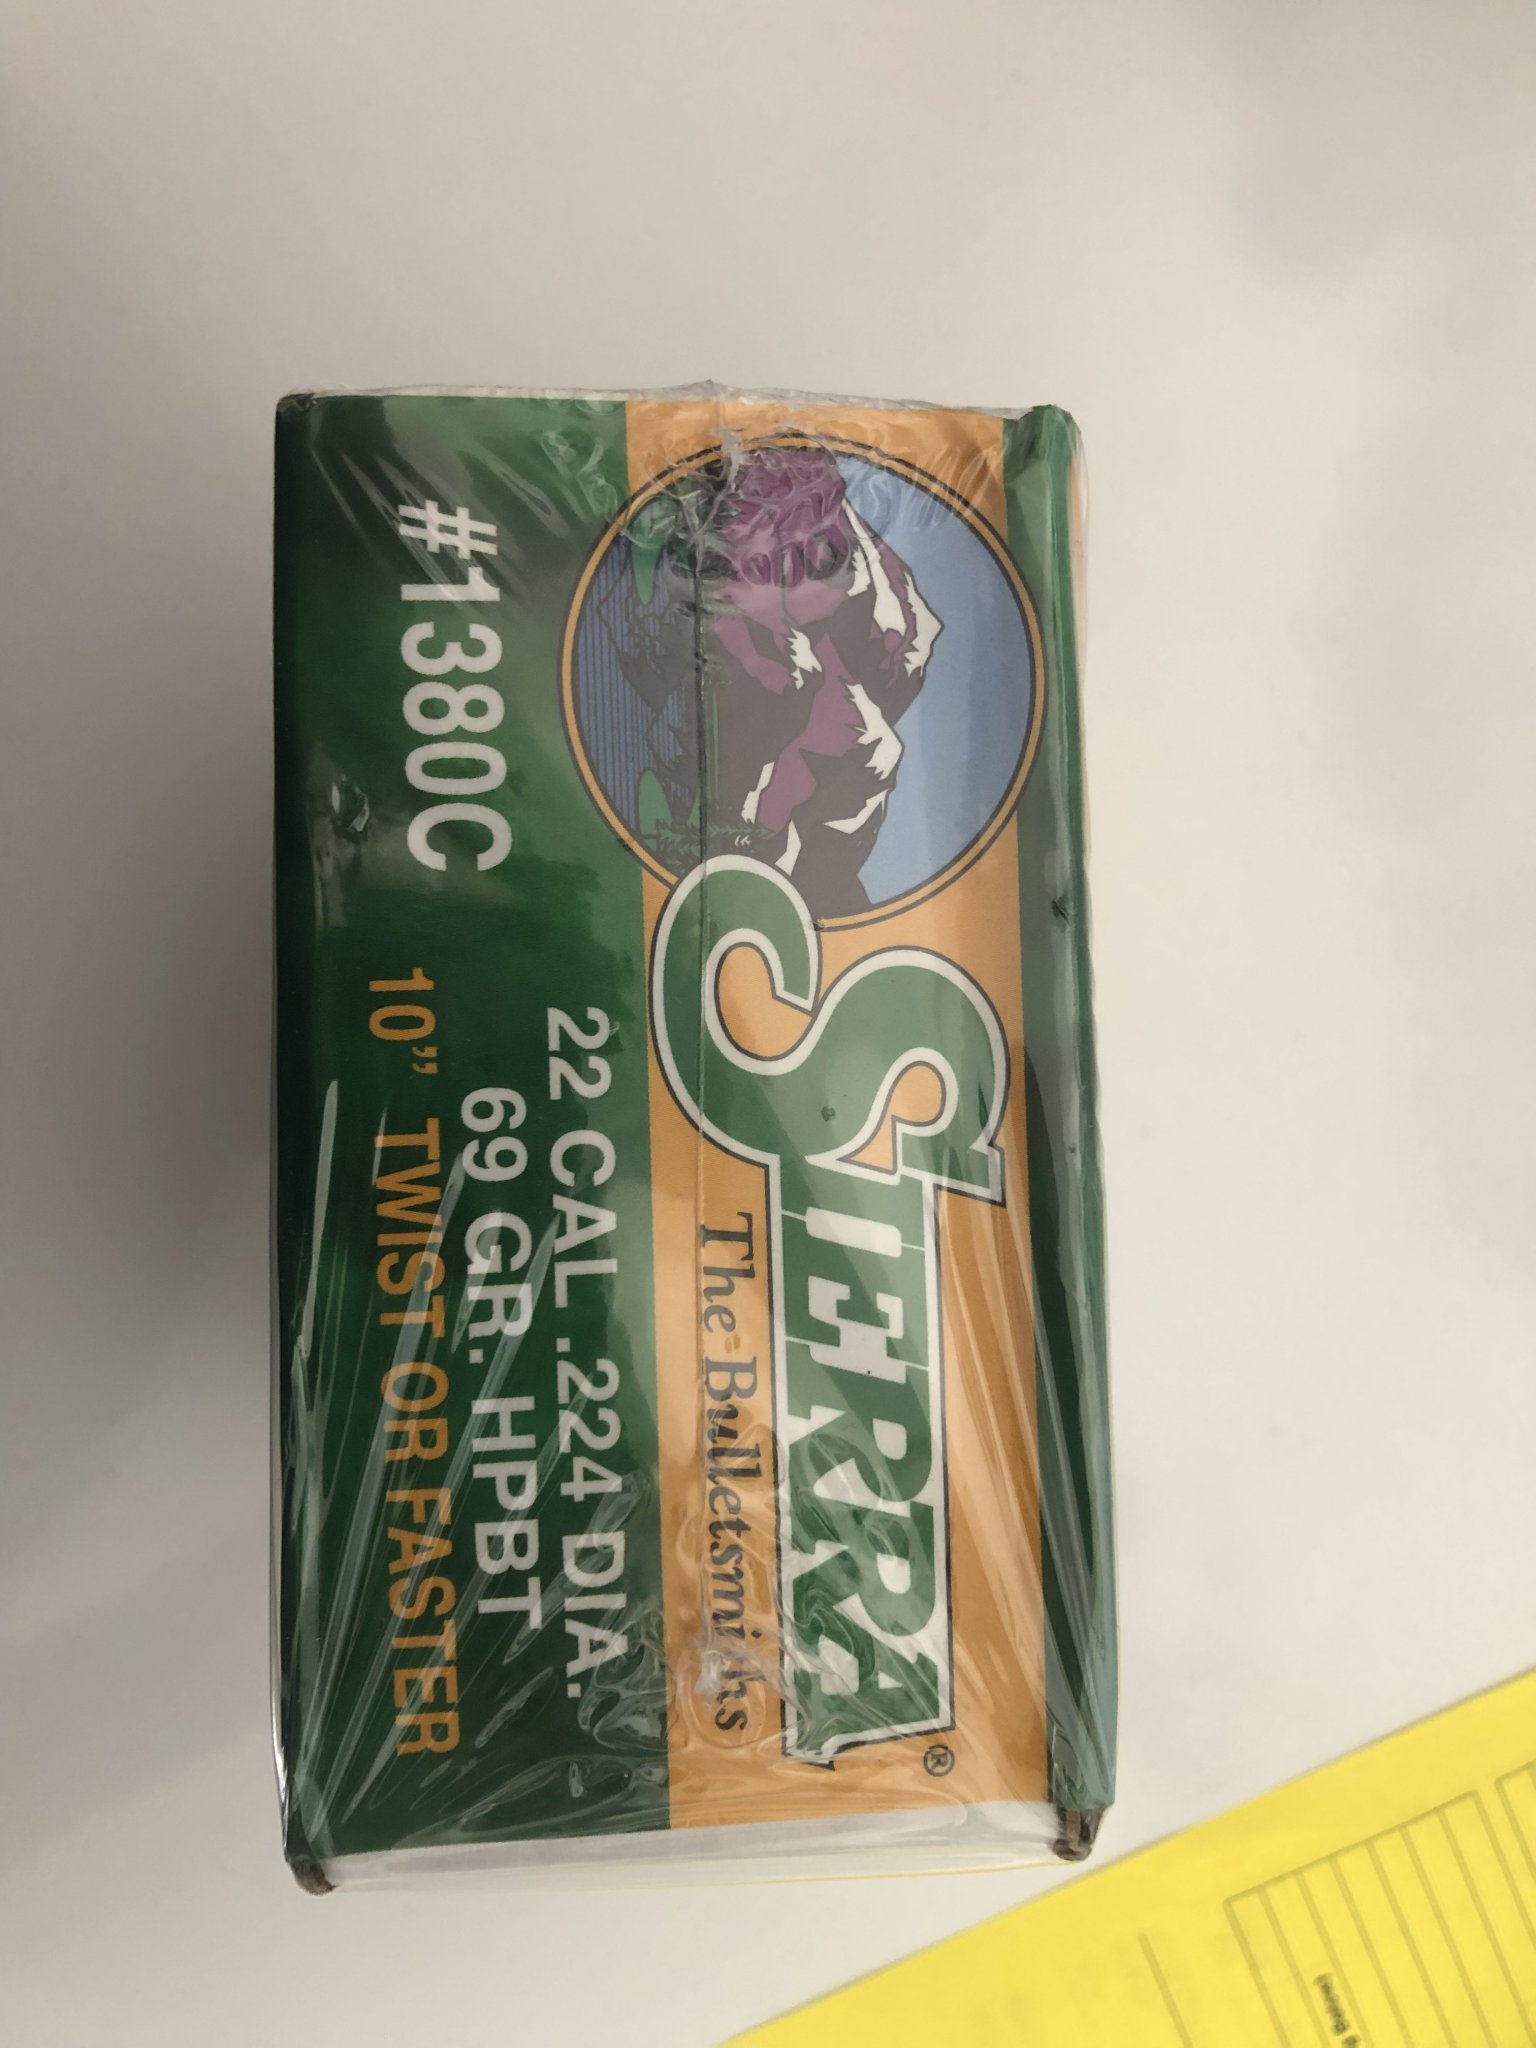 SIERRA®
The Bulletsmiths
22 CAL .224 DIA.
69 GR. HPBT
#1380C
10” TWIST OR FASTER